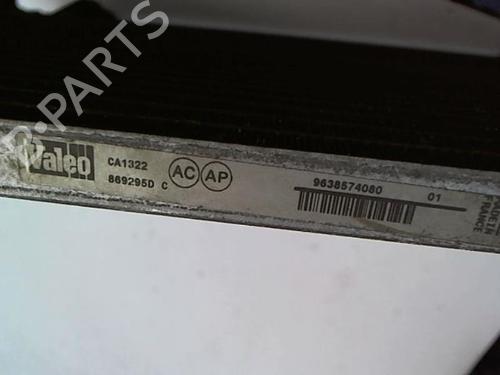 B-PARTS
Valeo
CA1322
869295D C
AC AP
9638574080 01
FRANCE